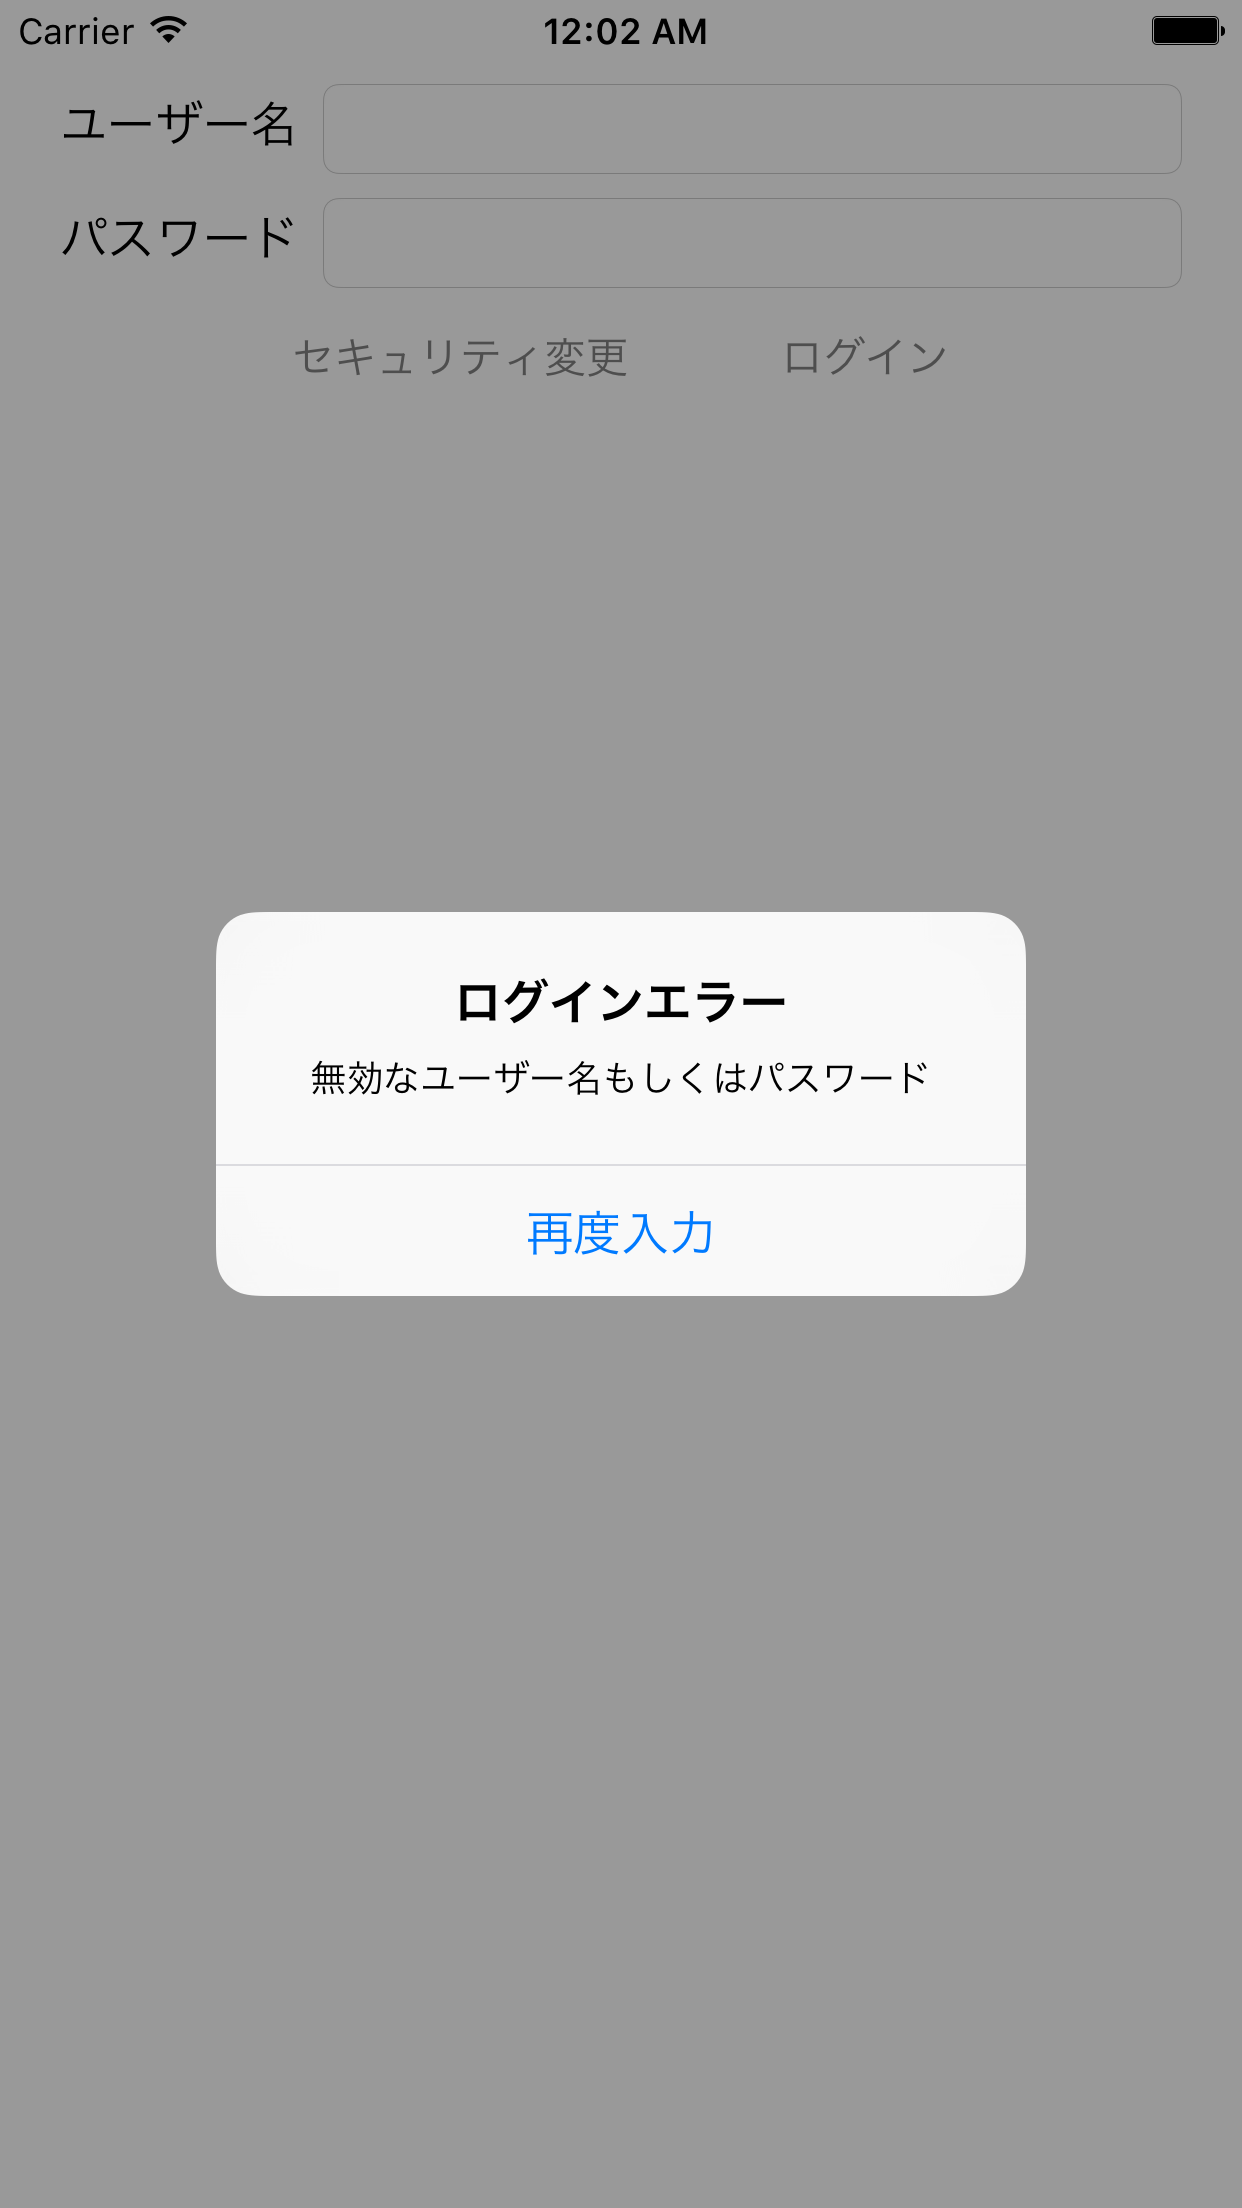 Carrier 12:02 AM
ユーザー名
パスワード
セキュリティ変更 ログイン
ログインエラー
無効なユーザー名もしくはパスワード
再度入力